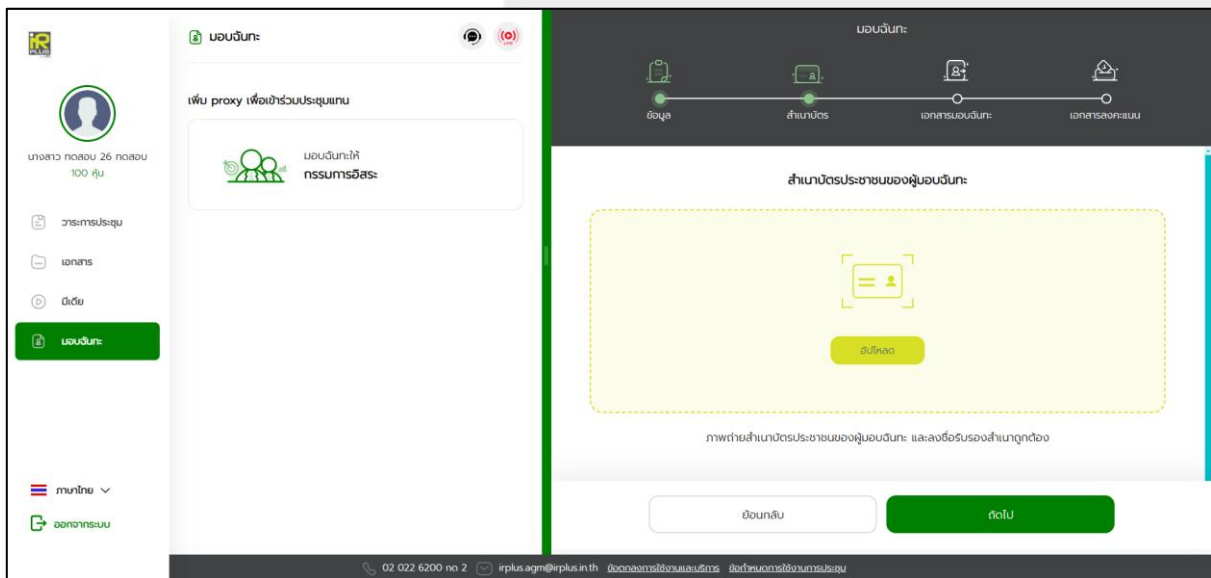 iR
PLUS
นางสาว ทดสอบ 26 ทดสอบ
100 หุ้น
วาระการประชุม
เอกสาร
มีเดีย
มอบฉันทะ
ภาษาไทย
ออกจากระบบ
มอบฉันทะ
LIVE
เพิ่ม proxy เพื่อเข้าร่วมประชุมแทน
มอบฉันทะให้
กรรมการอิสระ
มอบฉันทะ
ข้อมูล สำเนาบัตร เอกสารมอบฉันทะ เอกสารลงคะแนน
สำเนาบัตรประชาชนของผู้มอบฉันทะ
อัปโหลด
ภาพถ่ายสำเนาบัตรประชาชนของผู้มอบฉันทะ และลงชื่อรับรองสำเนาถูกต้อง
ย้อนกลับ ถัดไป
02 022 6200 กด 2 irplus.agm@irplus.in.th ข้อตกลงการใช้งานและบริการ ข้อกำหนดการใช้งานการประชุม